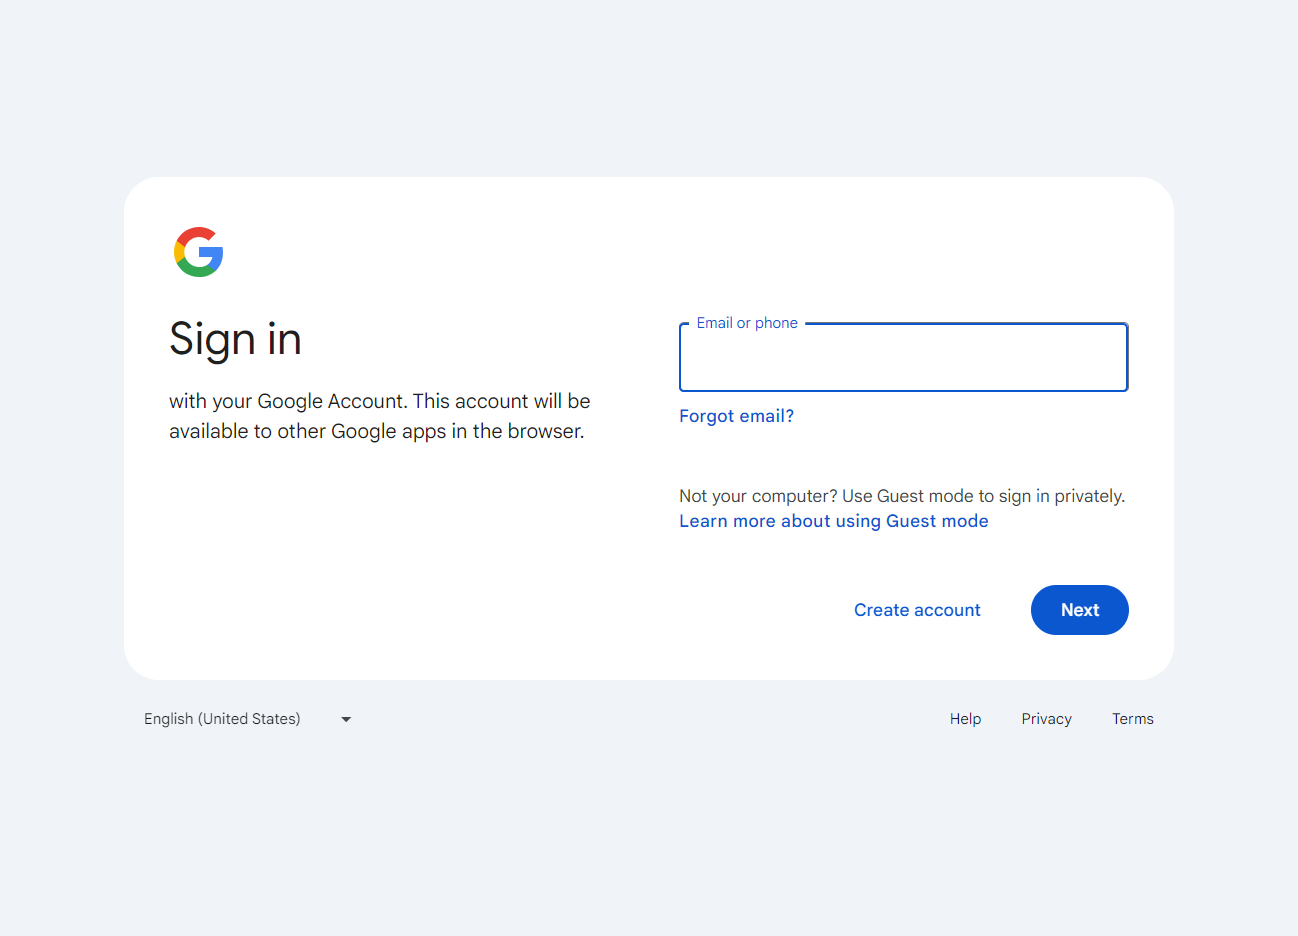 Sign in
with your Google Account. This account will be
available to other Google apps in the browser.
Email or phone
Forgot email?
Not your computer? Use Guest mode to sign in privately.
Learn more about using Guest mode
Create account
Next
English (United States)
Help
Privacy
Terms